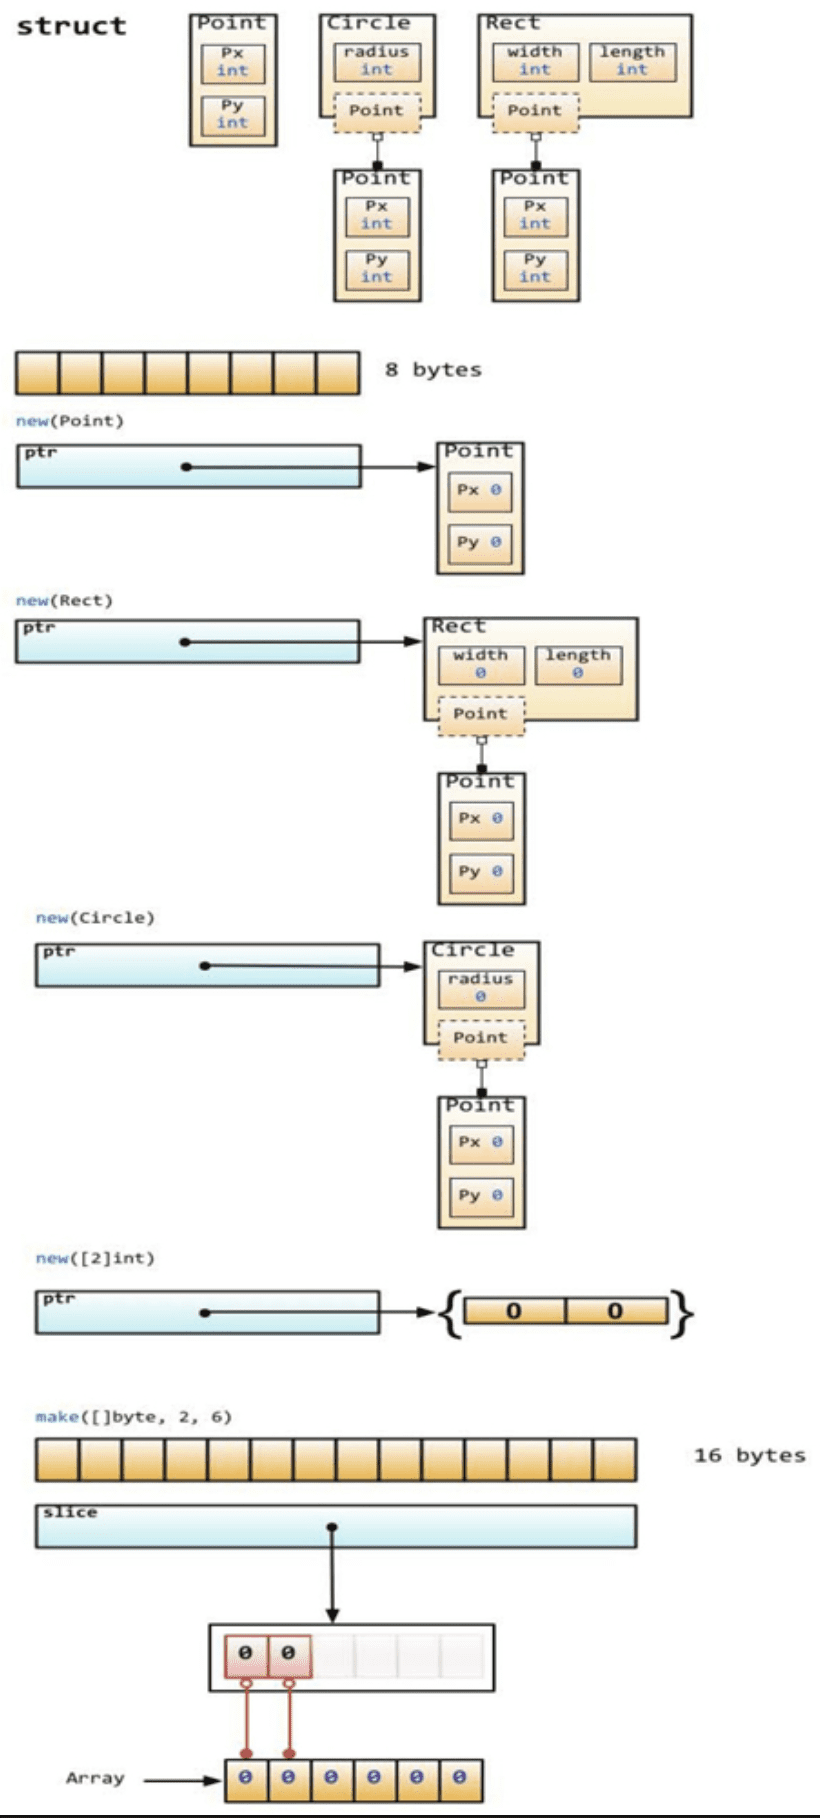 struct
Point
Px
int
Py
int
Circle
radius
int
Point
Point
Px
int
Py
int
Rect
width
int
length
int
Point
Point
Px
int
Py
int
8 bytes
new(Point)
ptr
Point
Px 0
Py 0
new(Rect)
ptr
Rect
width
0
length
0
Point
Point
Px 0
Py 0
new(Circle)
ptr
Circle
radius
0
Point
Point
Px 0
Py 0
new([2]int)
ptr
{ 0 0 }
make([]byte, 2, 6)
16 bytes
slice
0 0
Array
0 0 0 0 0 0